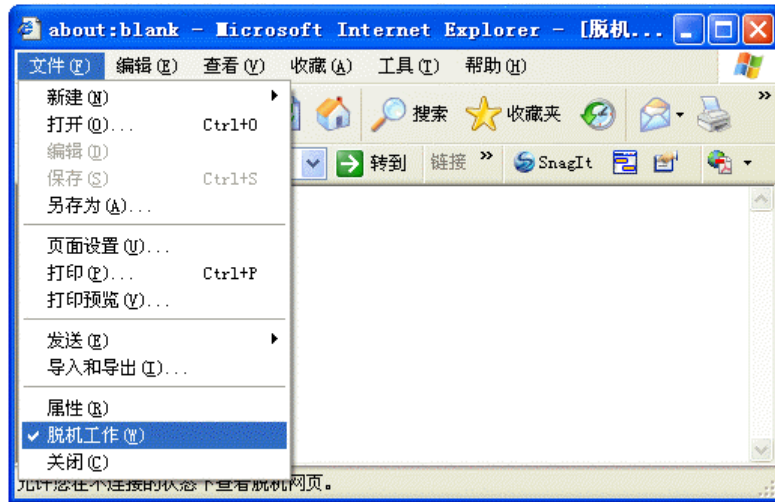 about:blank - Microsoft Internet Explorer - [脱机...
文件(F) 编辑(E) 查看(V) 收藏(A) 工具(T) 帮助(H)
新建(N)
打开(O)... Ctrl+O
编辑(D)
保存(S) Ctrl+S
另存为(A)...
页面设置(U)...
打印(P)... Ctrl+P
打印预览(V)...
发送(E)
导入和导出(I)...
属性(R)
脱机工作(W)
关闭(C)
搜索 收藏夹 »
转到 链接 » SnagIt
允许您在不连接的状态下查看脱机网页。